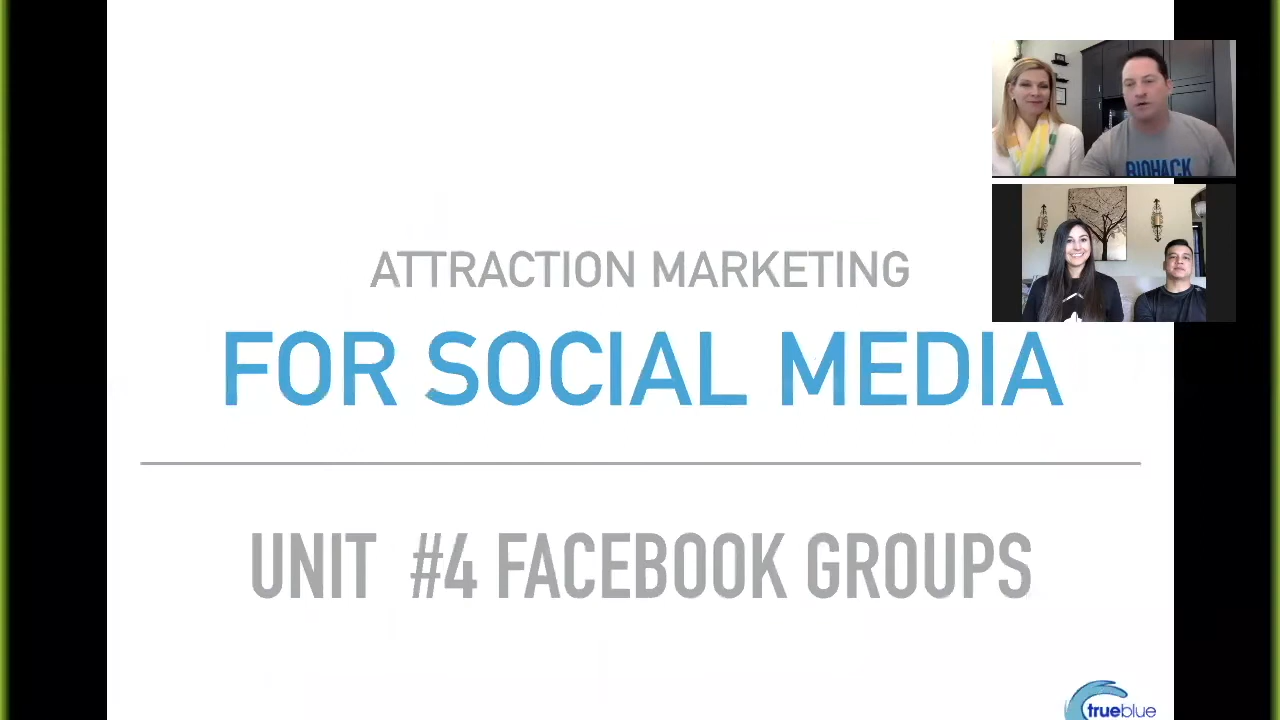 ATTRACTION MARKETING
FOR SOCIAL MEDIA
UNIT #4 FACEBOOK GROUPS
BIOHACK
trueblue